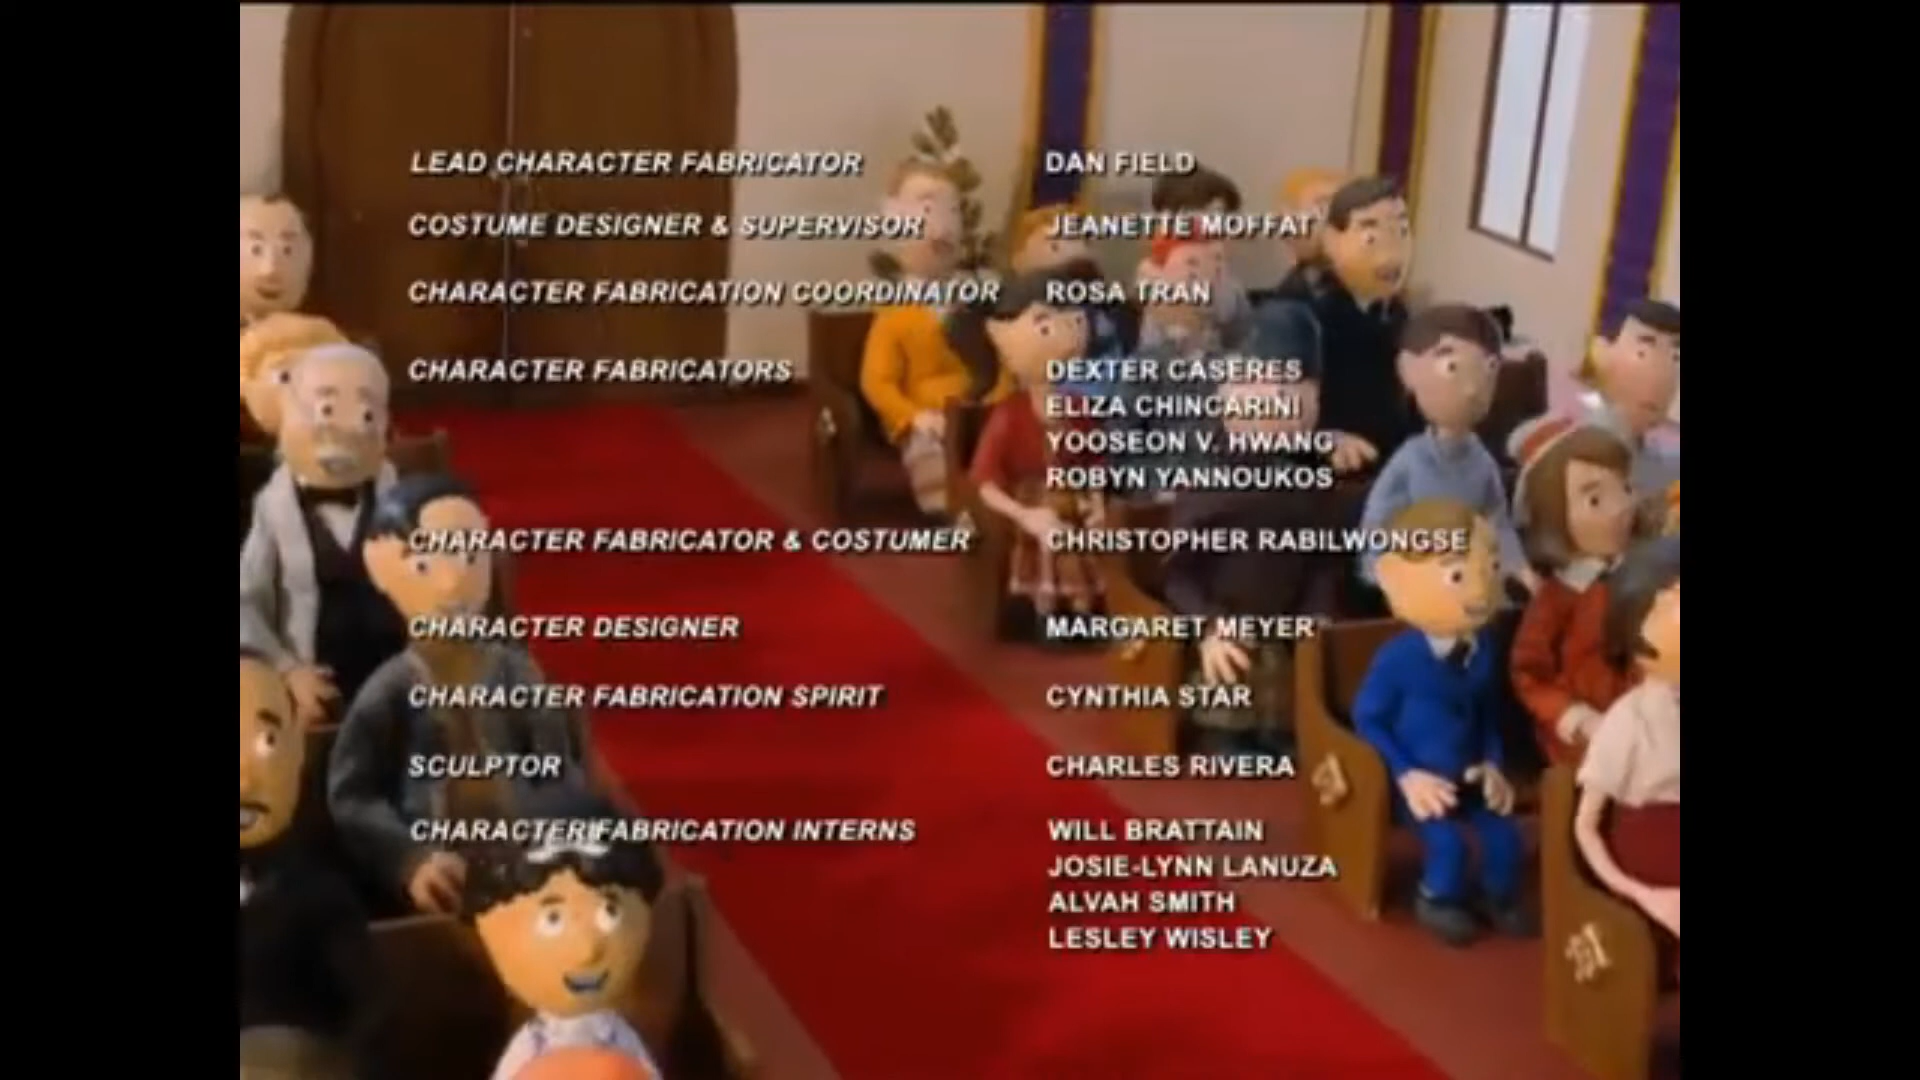 LEAD CHARACTER FABRICATOR DAN FIELD
COSTUME DESIGNER & SUPERVISOR JEANETTE MOFFAT
CHARACTER FABRICATION COORDINATOR ROSA TRAN
CHARACTER FABRICATORS DEXTER CASERES
ELIZA CHINCARINI
YOOSEON V. HWANG
ROBYN YANNOUKOS
CHARACTER FABRICATOR & COSTUMER CHRISTOPHER RABILWONGSE
CHARACTER DESIGNER MARGARET MEYER
CHARACTER FABRICATION SPIRIT CYNTHIA STAR
SCULPTOR CHARLES RIVERA
CHARACTER FABRICATION INTERNS WILL BRATTAIN
JOSIE-LYNN LANUZA
ALVAH SMITH
LESLEY WISLEY